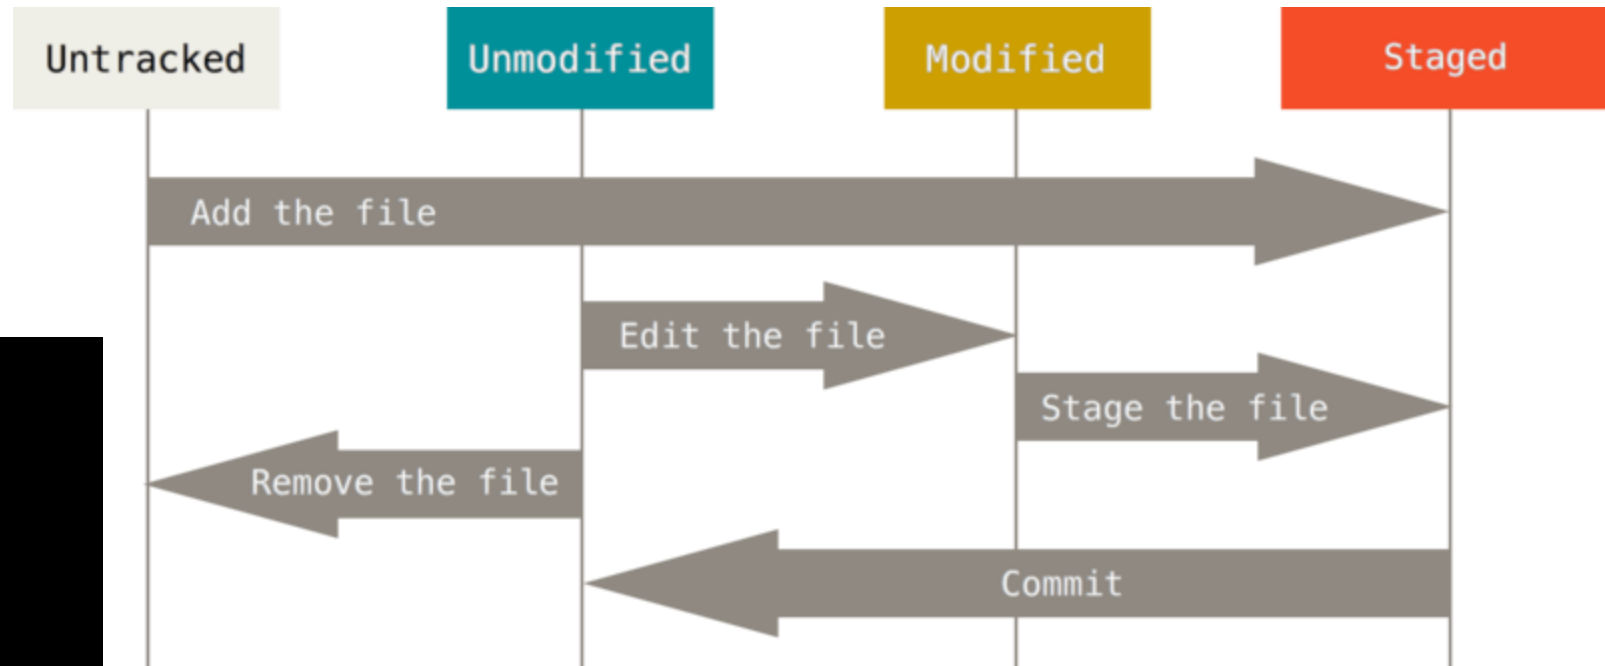 Untracked
Unmodified
Modified
Staged
Add the file
Edit the file
Stage the file
Remove the file
Commit